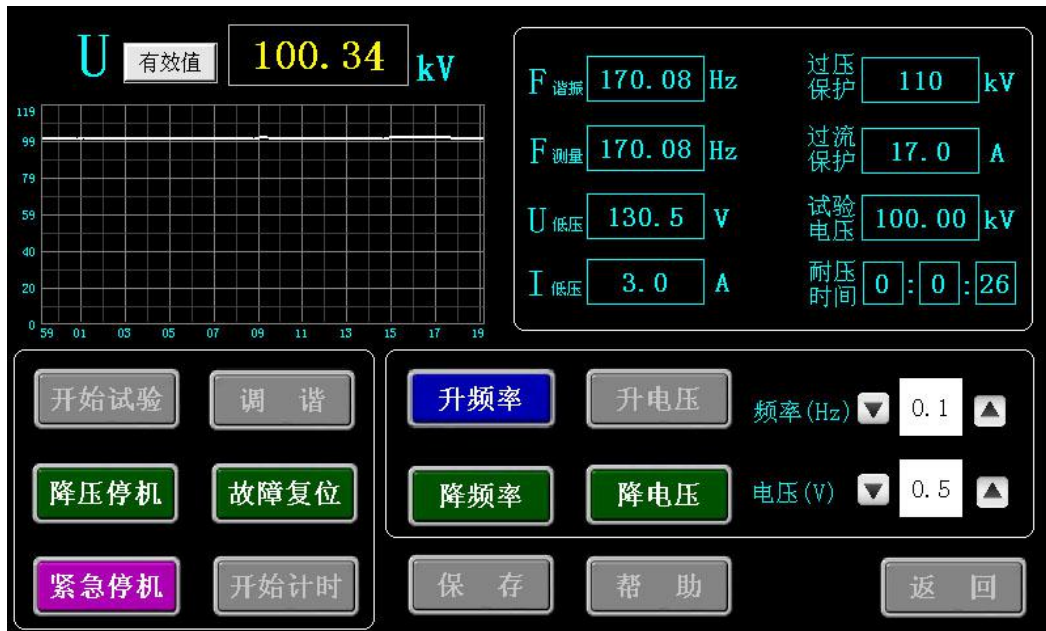 U 有效值 100.34 kV
119
99
79
59
40
20
0
59 01 03 05 07 09 11 13 15 17 19
F 谐振 170.08 Hz
F 测量 170.08 Hz
U 低压 130.5 V
I 低压 3.0 A
过压保护 110 kV
过流保护 17.0 A
试验电压 100.00 kV
耐压时间 0 : 0 : 26
开始试验 调谐
降压停机 故障复位
紧急停机 开始计时
升频率 升电压 频率(Hz) ▼ 0.1 ▲
降频率 降电压 电压(V) ▼ 0.5 ▲
保存 帮助 返回